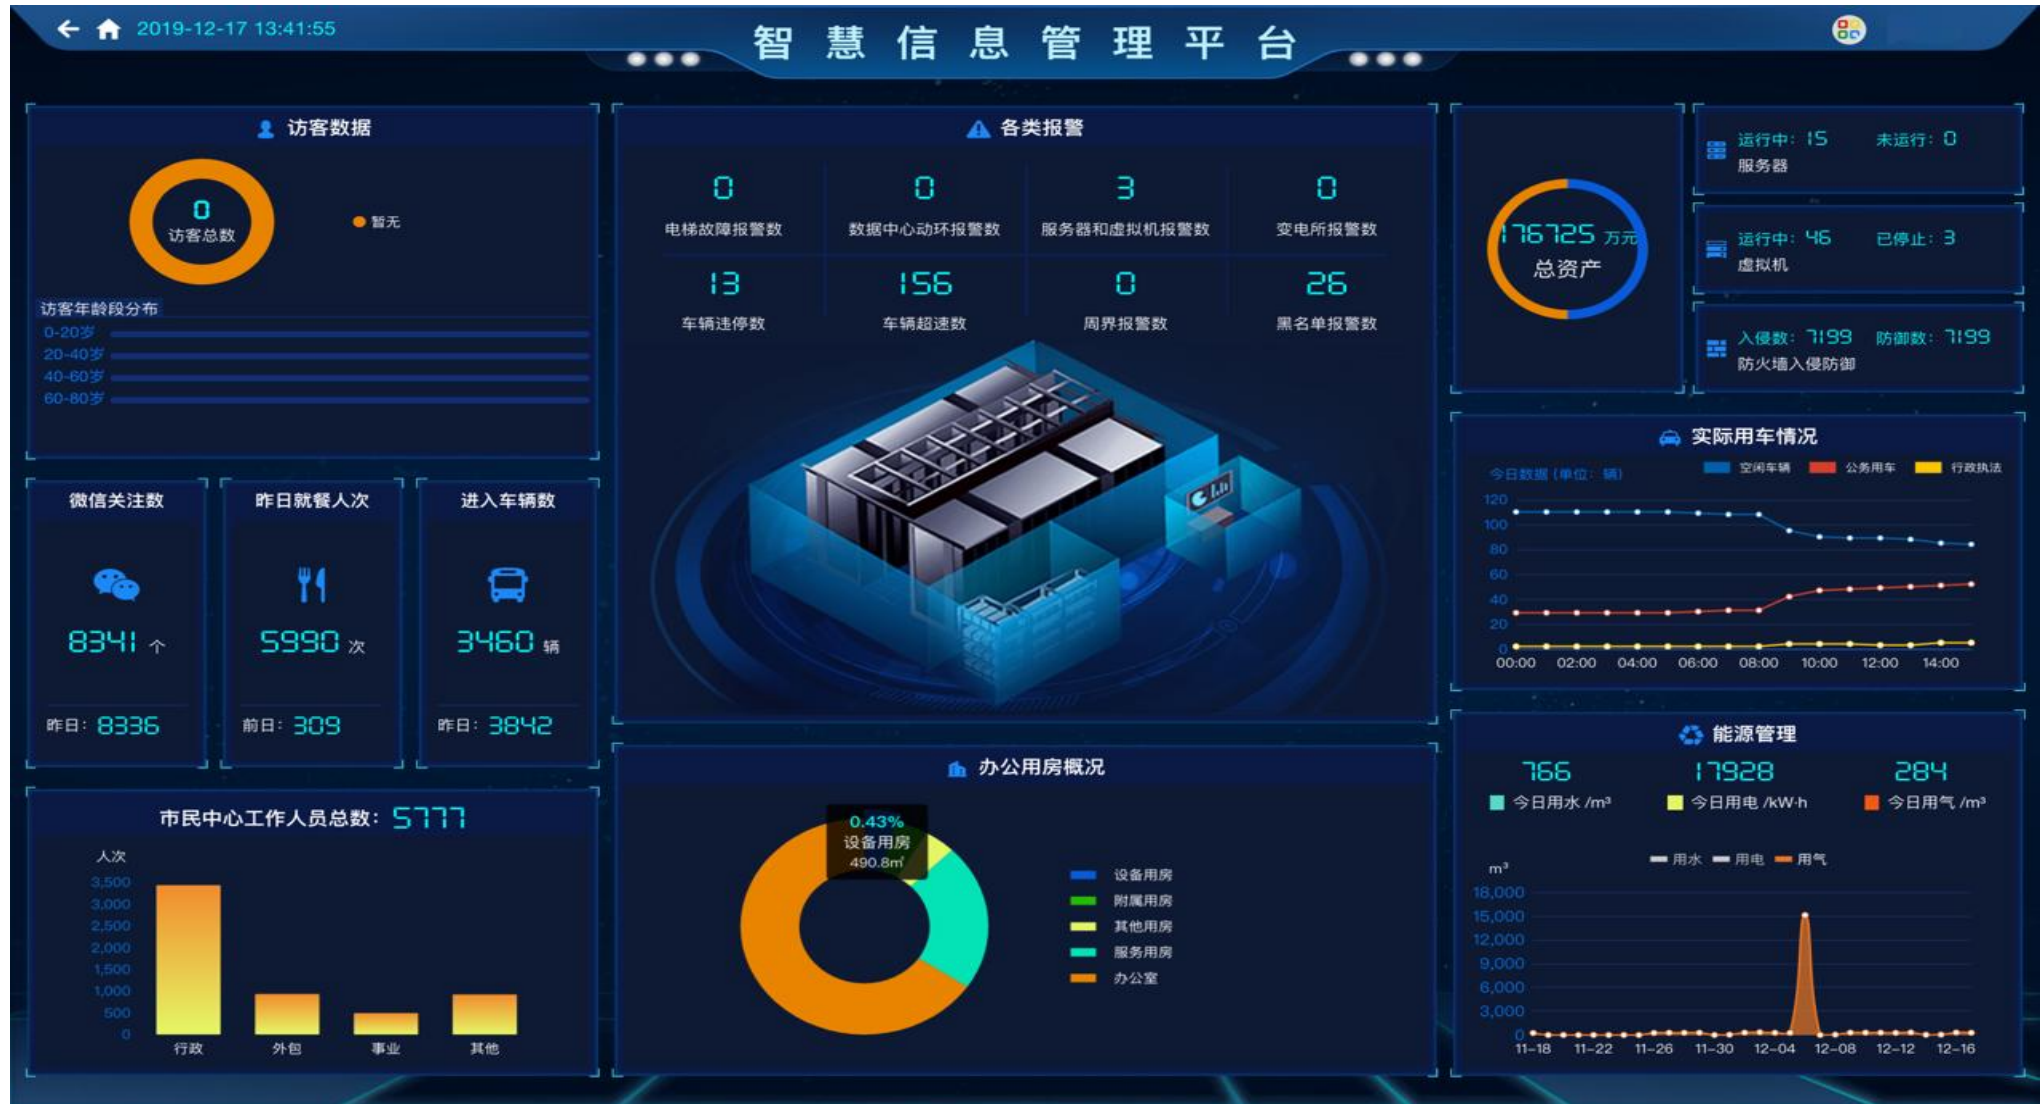 2019-12-17 13:41:55
智慧信息管理平台
访客数据
0
访客总数
暂无
访客年龄段分布
0-20岁
20-40岁
40-60岁
60-80岁
微信关注数
8341 个
昨日: 8336
昨日就餐人次
5990 次
前日: 309
进入车辆数
3460 辆
昨日: 3842
市民中心工作人员总数: 5777
人次
3,500
3,000
2,500
2,000
1,500
1,000
500
0
行政 外包 事业 其他
各类报警
0 0 3 0
电梯故障报警数 数据中心动环报警数 服务器和虚拟机报警数 变电所报警数
13 156 0 26
车辆违停数 车辆超速数 周界报警数 黑名单报警数
办公用房概况
0.43%
设备用房
490.8㎡
设备用房
附属用房
其他用房
服务用房
办公室
176725 万元
总资产
运行中: 15 未运行: 0
服务器
运行中: 46 已停止: 3
虚拟机
入侵数: 7199 防御数: 7199
防火墙入侵防御
实际用车情况
今日数据 (单位: 辆) 空闲车辆 公务用车 行政执法
120
100
80
60
40
20
0
00:00 02:00 04:00 06:00 08:00 10:00 12:00 14:00
能源管理
766 17928 284
今日用水 /m³ 今日用电 /kW·h 今日用气 /m³
用水 用电 用气
m³
18,000
15,000
12,000
9,000
6,000
3,000
0
11-18 11-22 11-26 11-30 12-04 12-08 12-12 12-16